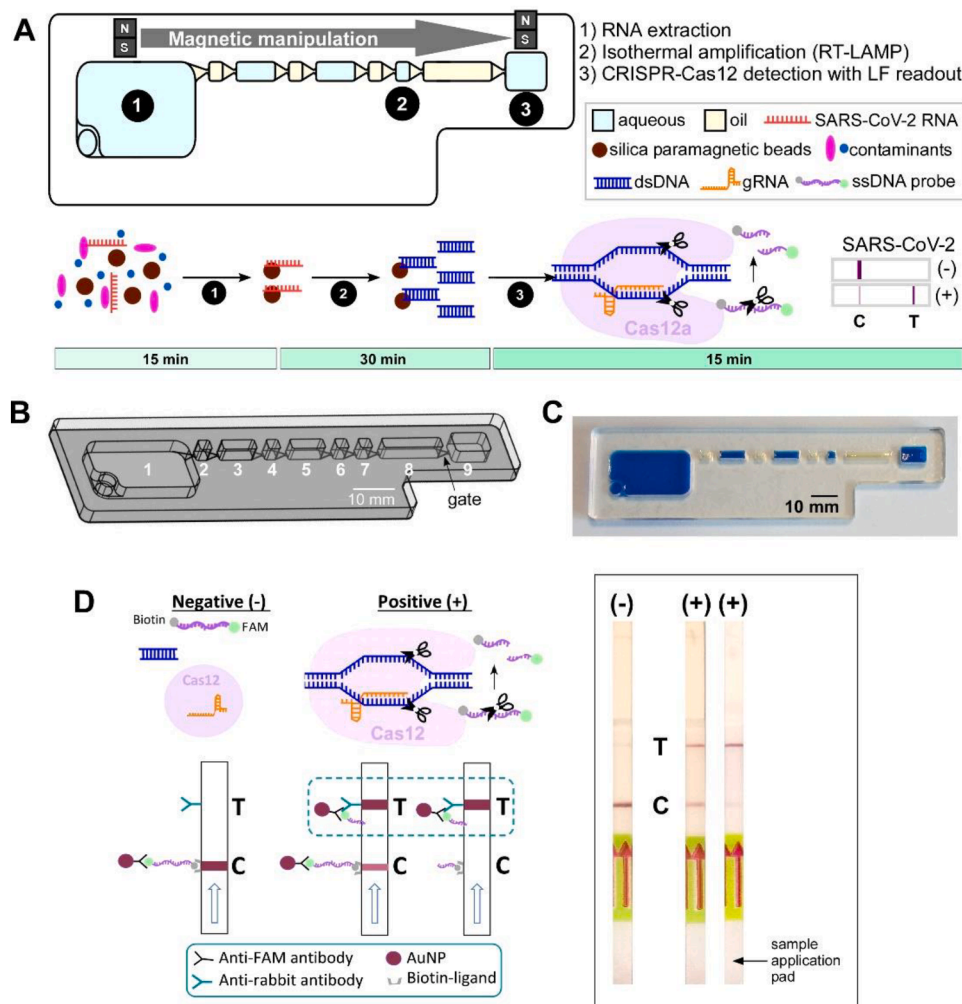 A
N
S
Magnetic manipulation
N
S
1
2
3
1) RNA extraction
2) Isothermal amplification (RT-LAMP)
3) CRISPR-Cas12 detection with LF readout
aqueous oil SARS-CoV-2 RNA
silica paramagnetic beads contaminants
dsDNA gRNA ssDNA probe
1
2
3
Cas12a
SARS-CoV-2
(-)
(+)
C T
15 min 30 min 15 min
B
1 2 3 4 5 6 7 8 9
10 mm
gate
C
10 mm
D
Negative (-)
Biotin
FAM
Cas12
Positive (+)
Cas12
T
C
T
C
T
C
Anti-FAM antibody AuNP
Anti-rabbit antibody Biotin-ligand
(-) (+) (+)
T
C
sample
application
pad